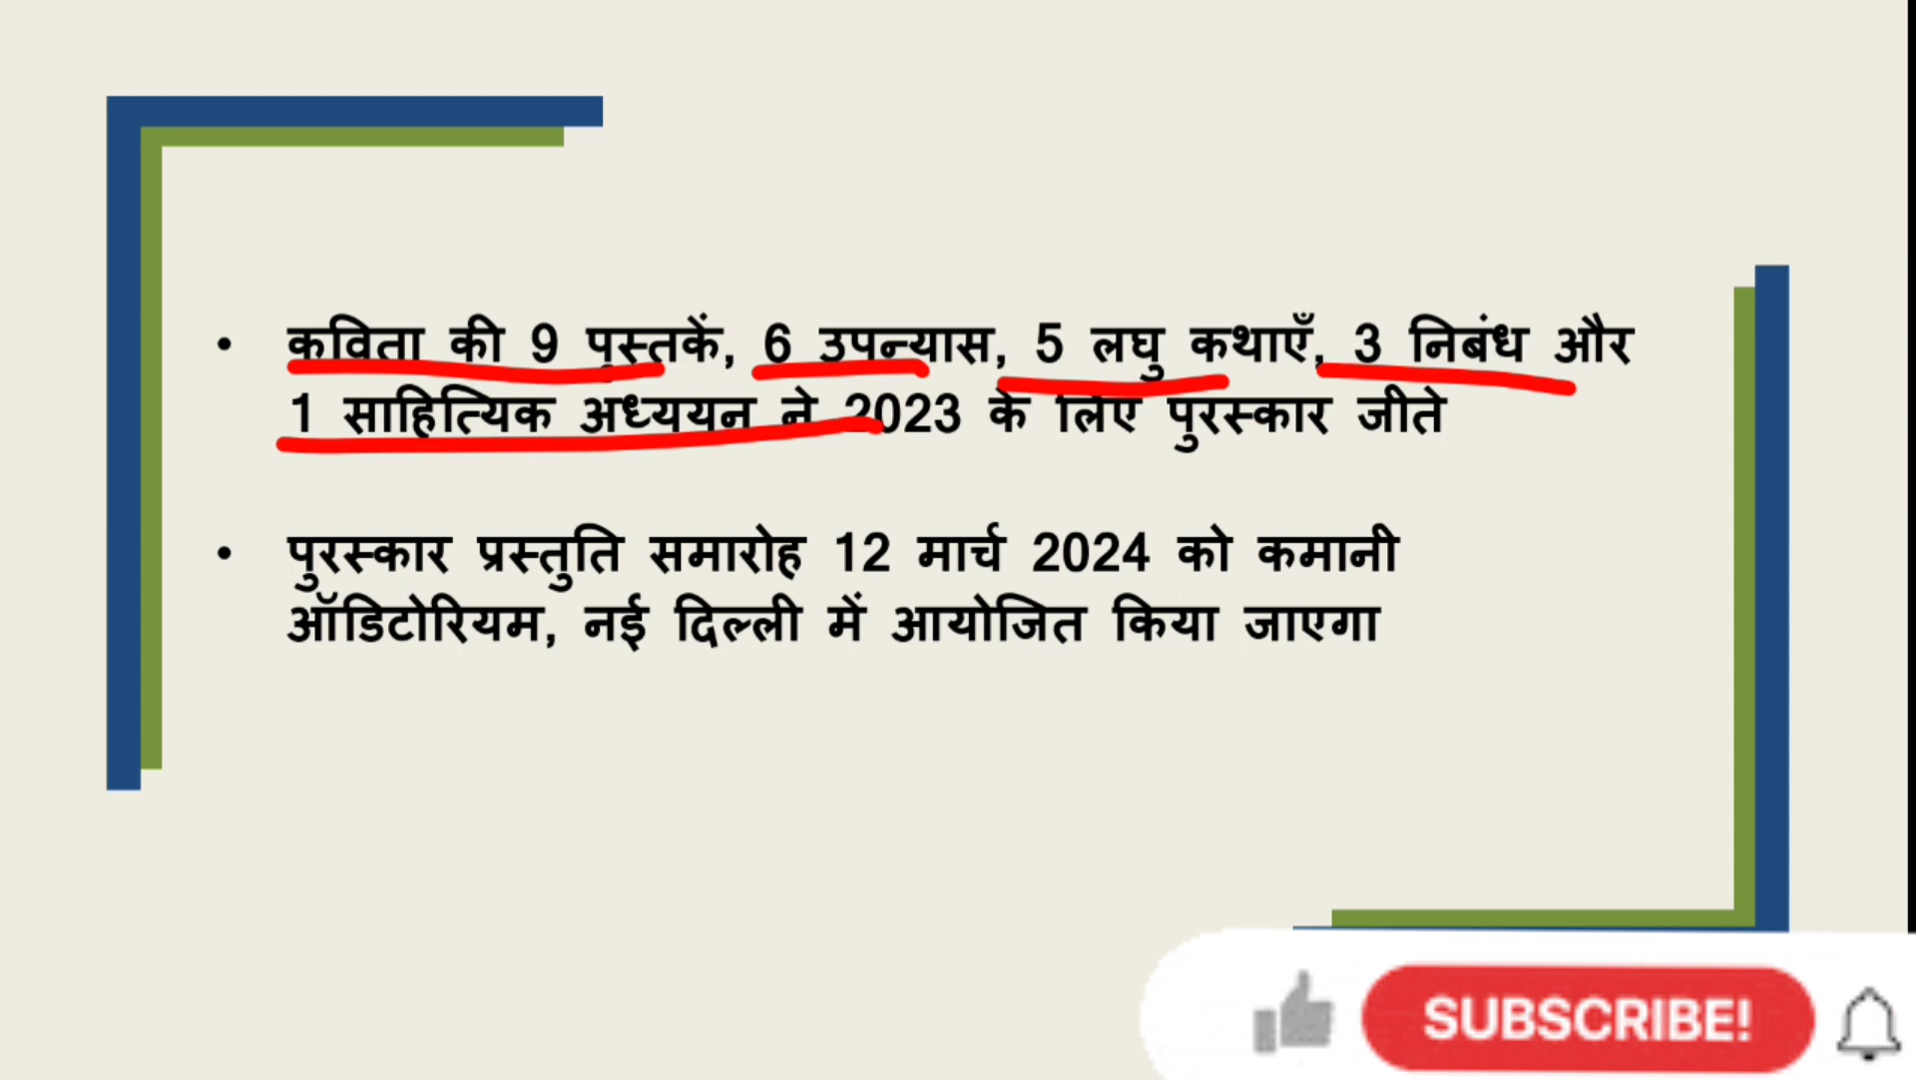 • कविता की 9 पुस्तकें, 6 उपन्यास, 5 लघु कथाएँ, 3 निबंध और
1 साहित्यिक अध्ययन ने 2023 के लिए पुरस्कार जीते
• पुरस्कार प्रस्तुति समारोह 12 मार्च 2024 को कमानी
ऑडिटोरियम, नई दिल्ली में आयोजित किया जाएगा
SUBSCRIBE!